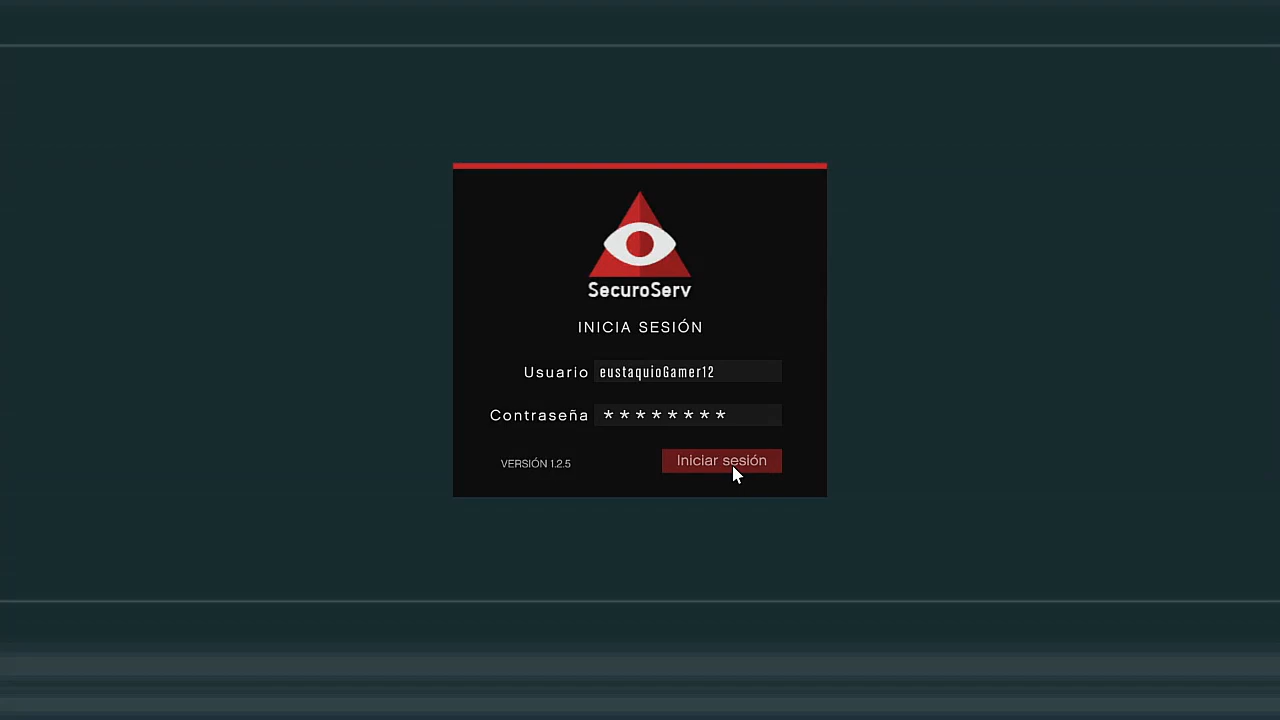 SecuroServ
INICIA SESIÓN
Usuario eustaquioGamer12
Contraseña ********
VERSIÓN 1.2.5 Iniciar sesión